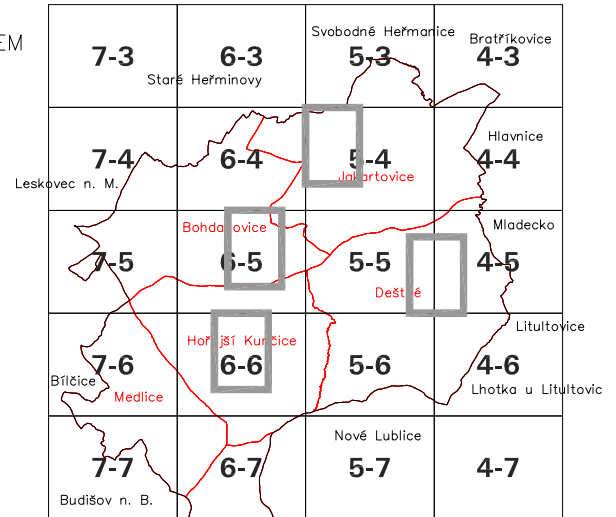 EM
Svobodné Heřmanice
Bratříkovice
7-3 6-3 5-3 4-3
Staré Heřminovy
Hlavnice
7-4 6-4 5-4 4-4
Leskovec n. M.
Jakartovice
Bohdanovice
Mladecko
7-5 6-5 5-5 4-5
Deštné
Litultovice
Hořejší Kunčice
7-6 6-6 5-6 4-6
Bílčice
Medlice
Lhotka u Litultovic
Nové Lublice
7-7 6-7 5-7 4-7
Budišov n. B.